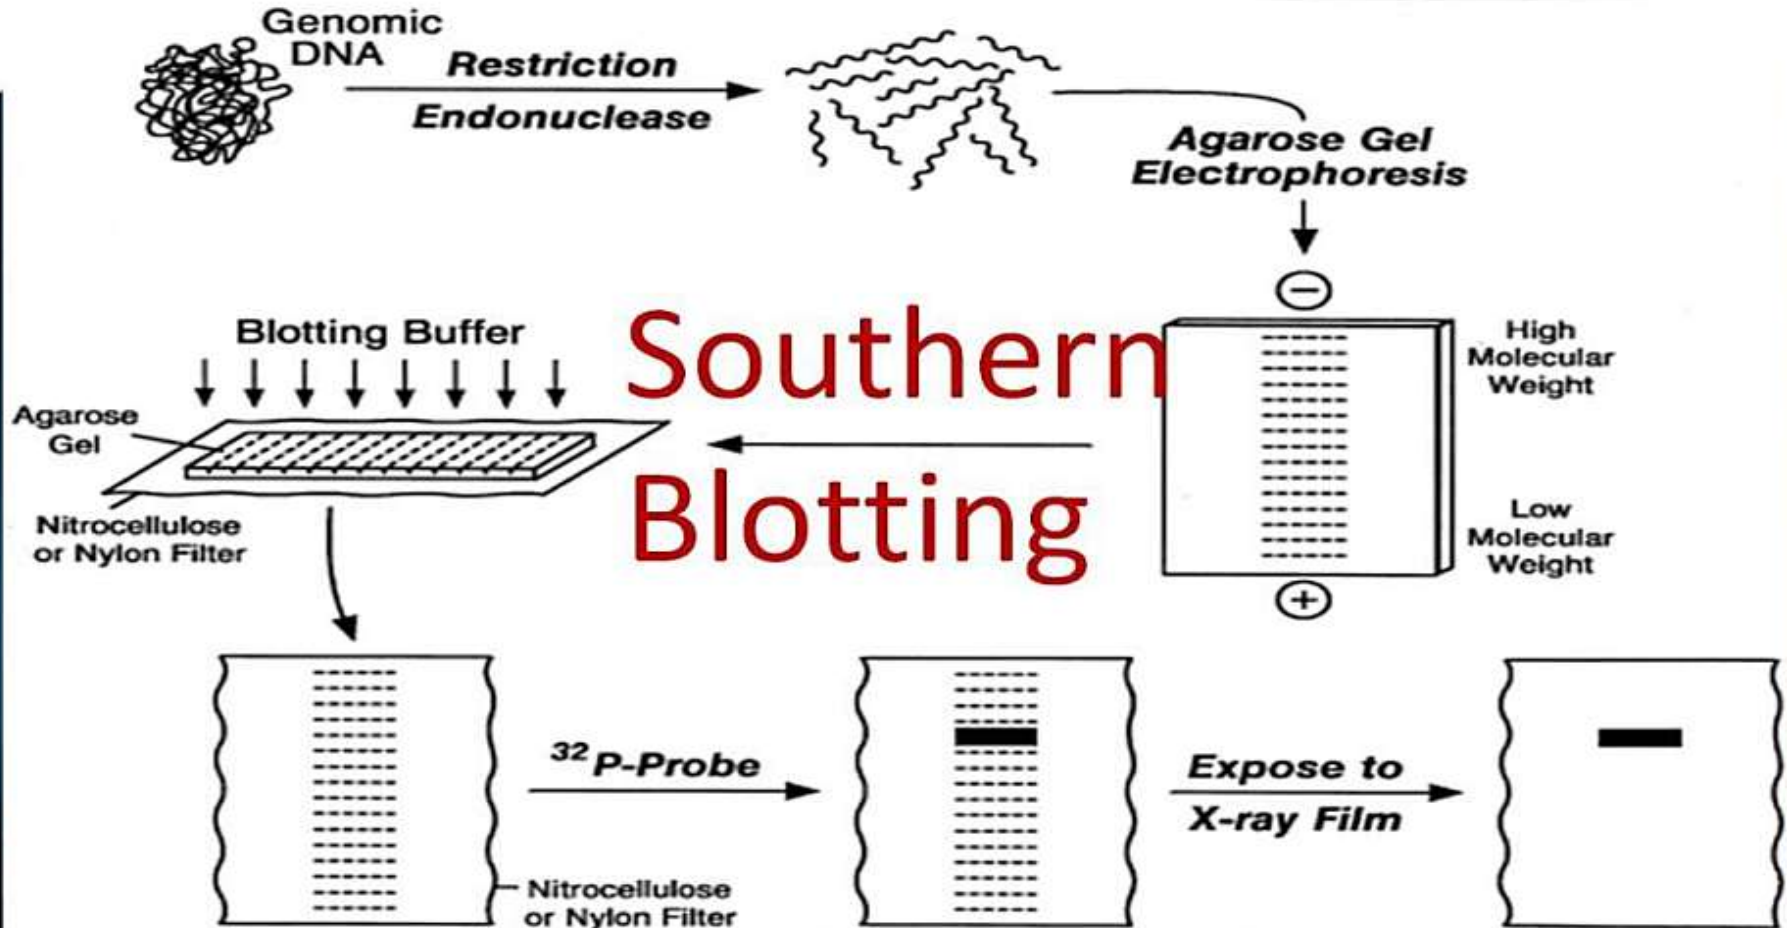 Genomic
DNA
Restriction
Endonuclease
Agarose Gel
Electrophoresis
−
High
Molecular
Weight
Low
Molecular
Weight
+
Southern
Blotting
Blotting Buffer
Agarose
Gel
Nitrocellulose
or Nylon Filter
32P-Probe
Nitrocellulose
or Nylon Filter
Expose to
X-ray Film